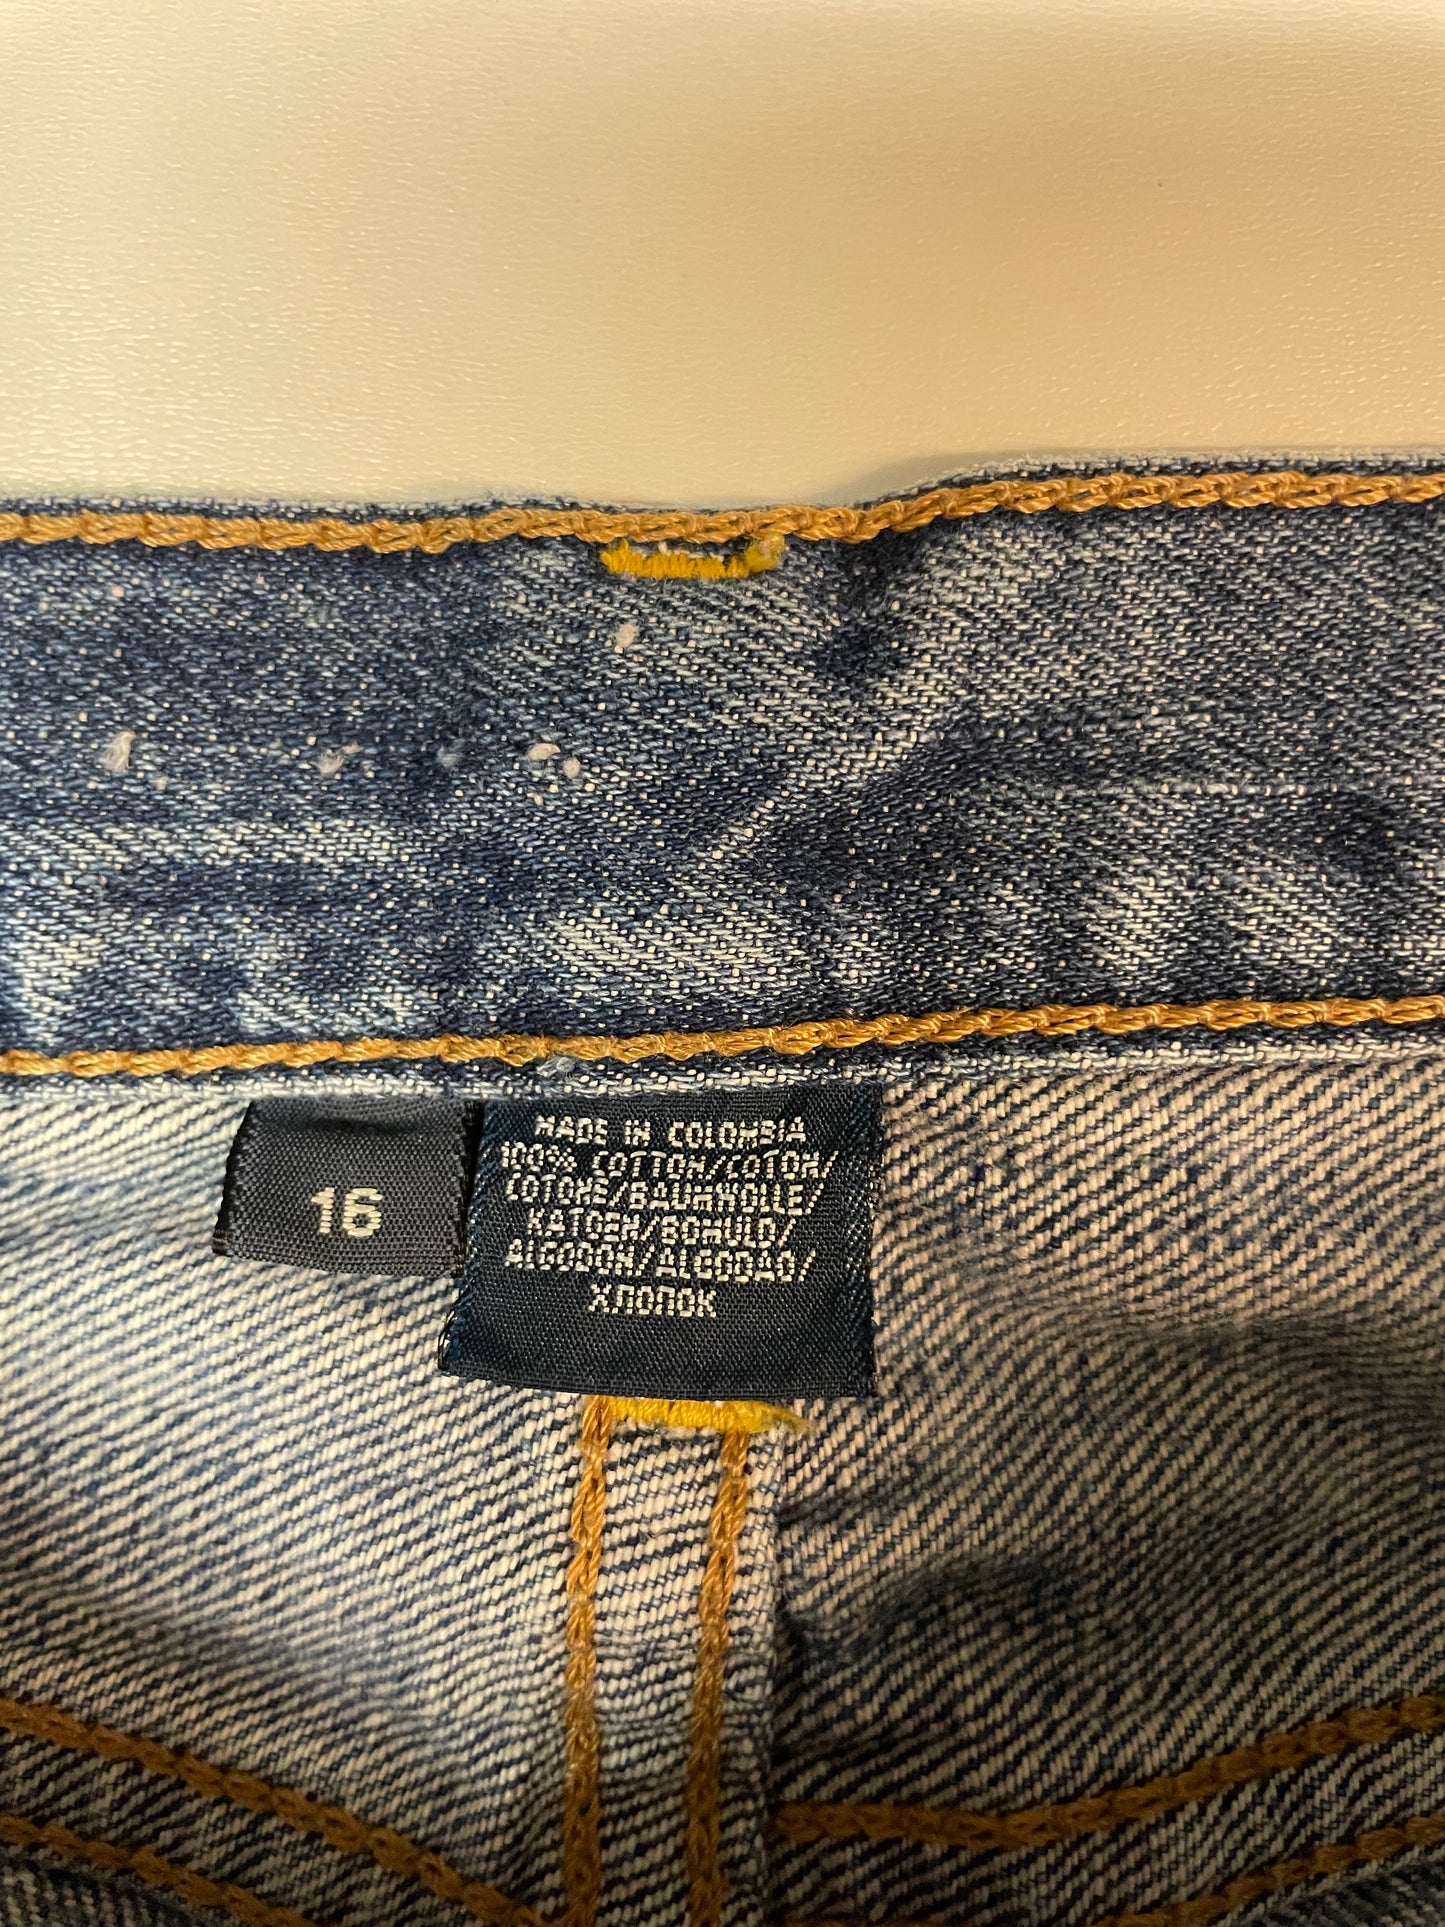 16
MADE IN COLOMBIA
100% COTTON/COTON/
COTONE/BAUMWOLLE/
KATOEN/BOMULD/
ALGODON/ALGODAO/
ХЛОПОК